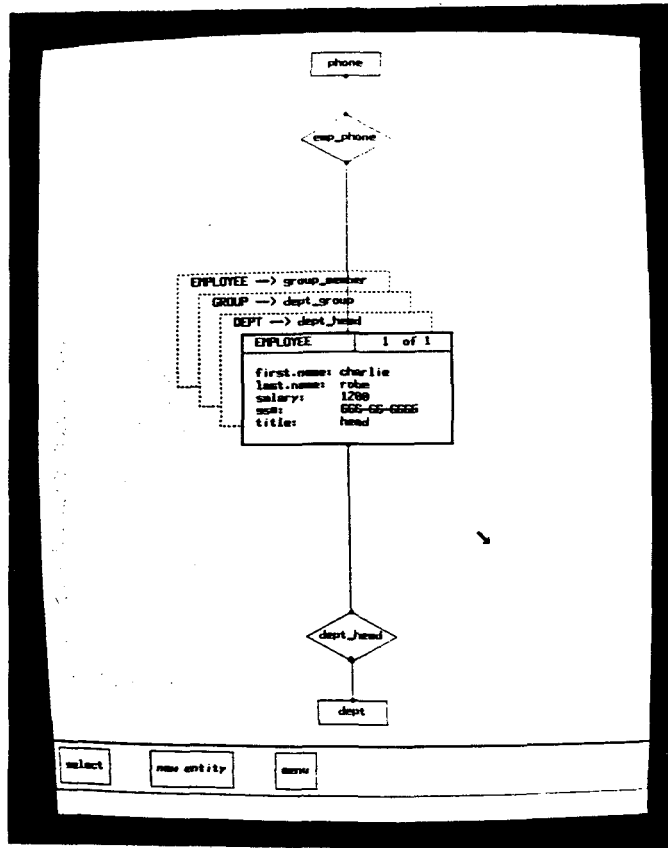 phone
emp_phone
EMPLOYEE —> group_member
GROUP —> dept_group
DEPT —> dept_head
EMPLOYEE 1 of 1
first.name: charlie
last.name: robe
salary: 1200
ssn: 666-66-6666
title: head
dept_head
dept
select new entity menu